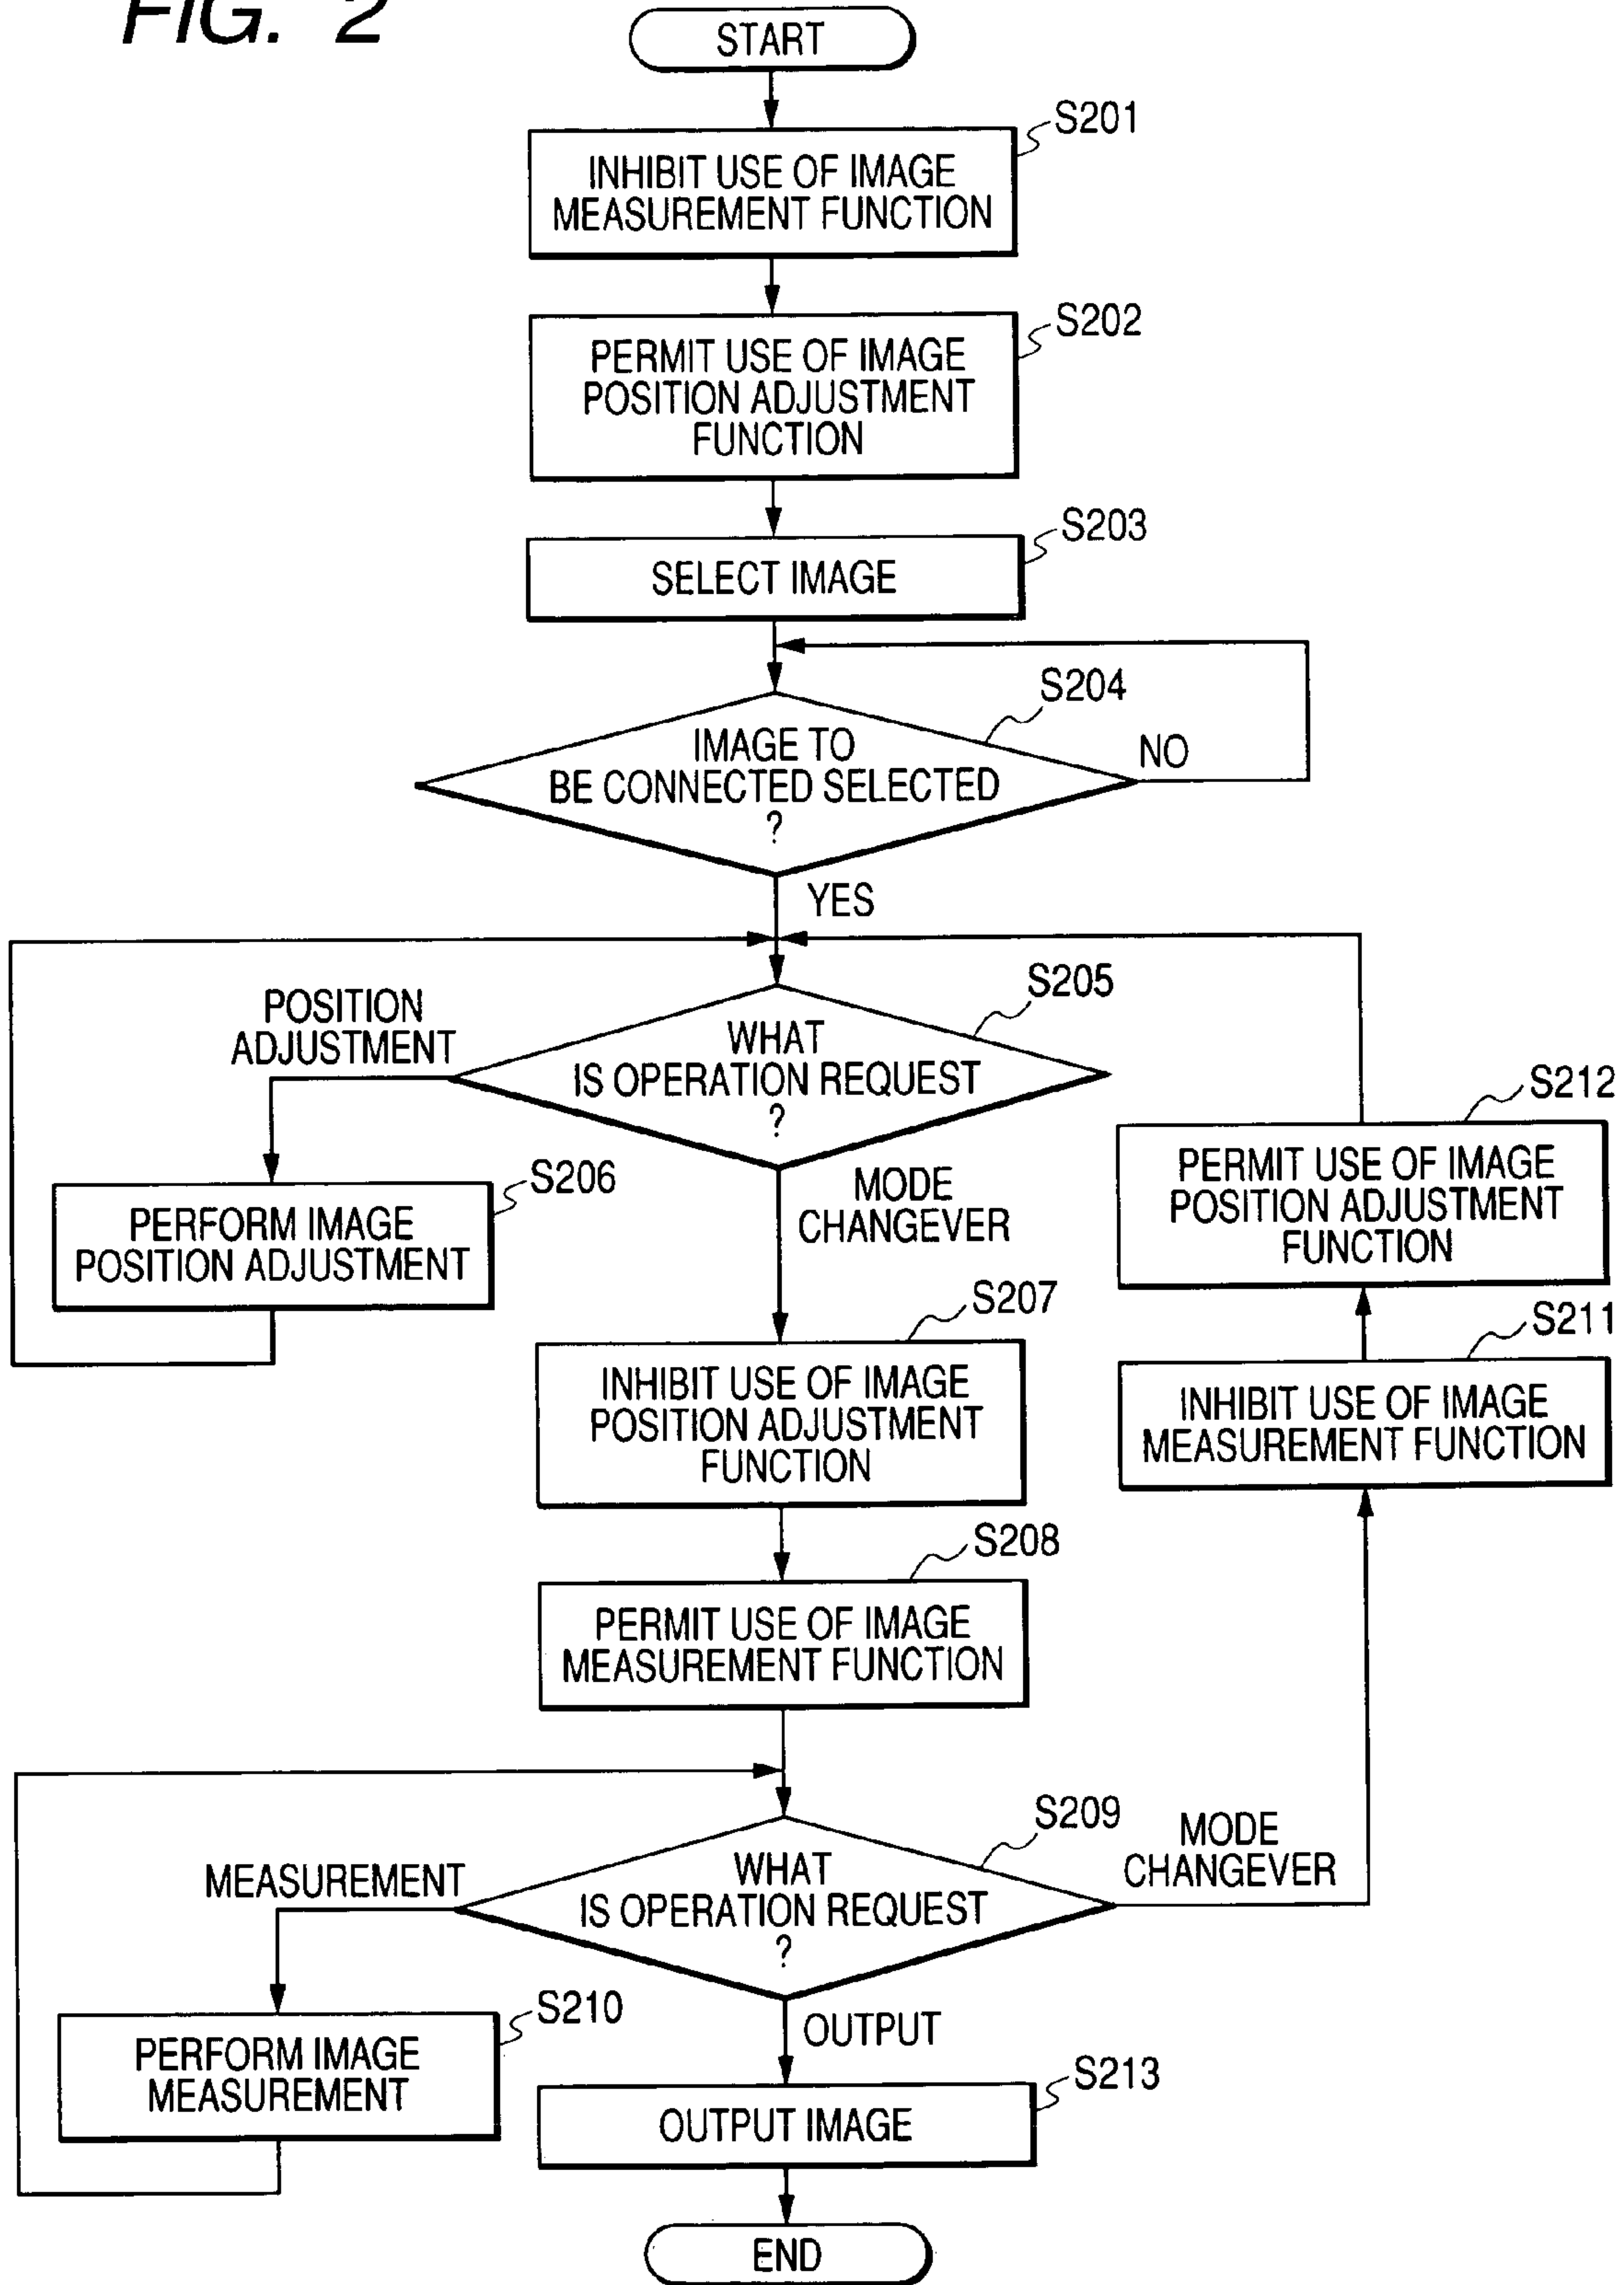 FIG. 2
START
S201
INHIBIT USE OF IMAGE
MEASUREMENT FUNCTION
S202
PERMIT USE OF IMAGE
POSITION ADJUSTMENT
FUNCTION
S203
SELECT IMAGE
S204
IMAGE TO
BE CONNECTED SELECTED
?
NO
YES
S205
POSITION
ADJUSTMENT
WHAT
IS OPERATION REQUEST
?
S212
PERMIT USE OF IMAGE
POSITION ADJUSTMENT
FUNCTION
S206
PERFORM IMAGE
POSITION ADJUSTMENT
MODE
CHANGEVER
S207
INHIBIT USE OF IMAGE
POSITION ADJUSTMENT
FUNCTION
S211
INHIBIT USE OF IMAGE
MEASUREMENT FUNCTION
S208
PERMIT USE OF IMAGE
MEASUREMENT FUNCTION
S209
MEASUREMENT
WHAT
IS OPERATION REQUEST
?
MODE
CHANGEVER
S210
PERFORM IMAGE
MEASUREMENT
OUTPUT
S213
OUTPUT IMAGE
END